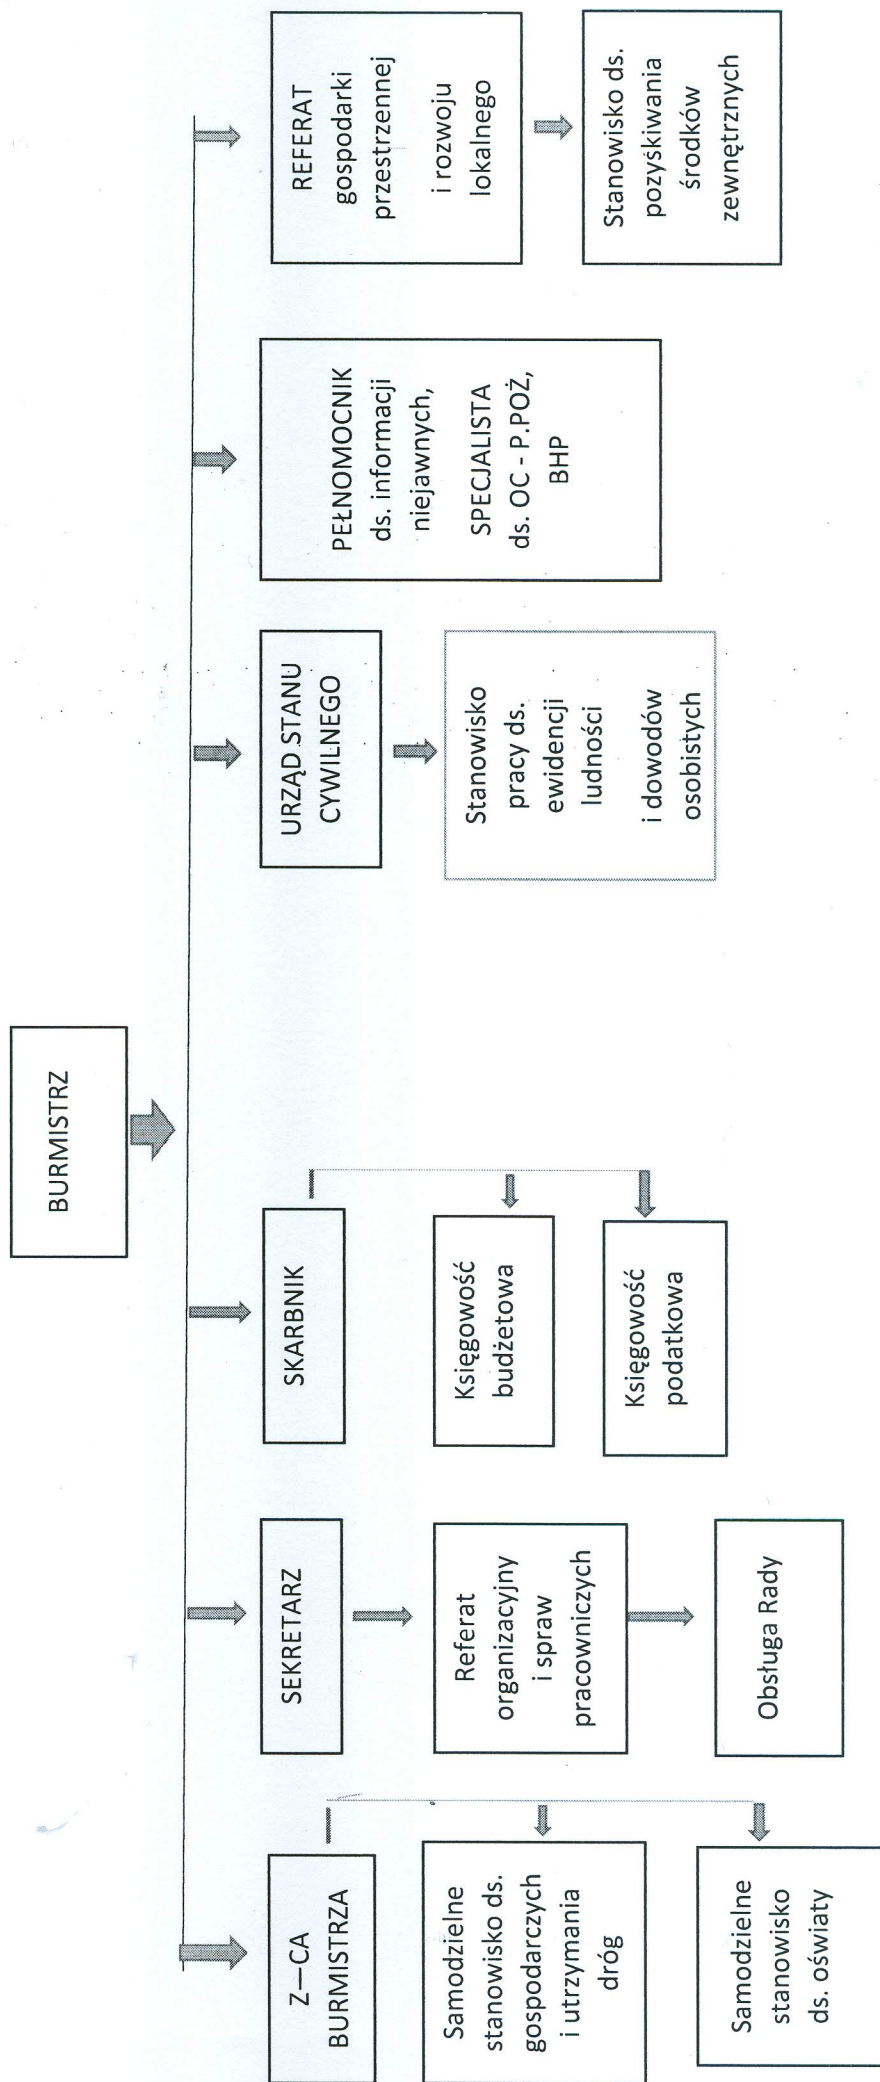 BURMISTRZ
Z—CA
BURMISTRZA
Samodzielne
stanowisko ds.
gospodarczych
i utrzymania
dróg
Samodzielne
stanowisko
ds. oświaty
SEKRETARZ
Referat
organizacyjny
i spraw
pracowniczych
Obsługa Rady
SKARBNIK
Księgowość
budżetowa
Księgowość
podatkowa
URZĄD STANU
CYWILNEGO
Stanowisko
pracy ds.
ewidencji
ludności
i dowodów
osobistych
PEŁNOMOCNIK
ds. informacji
niejawnych,
SPECJALISTA
ds. OC - P.POŻ,
BHP
REFERAT
gospodarki
przestrzennej
i rozwoju
lokalnego
Stanowisko ds.
pozyskiwania
środków
zewnętrznych